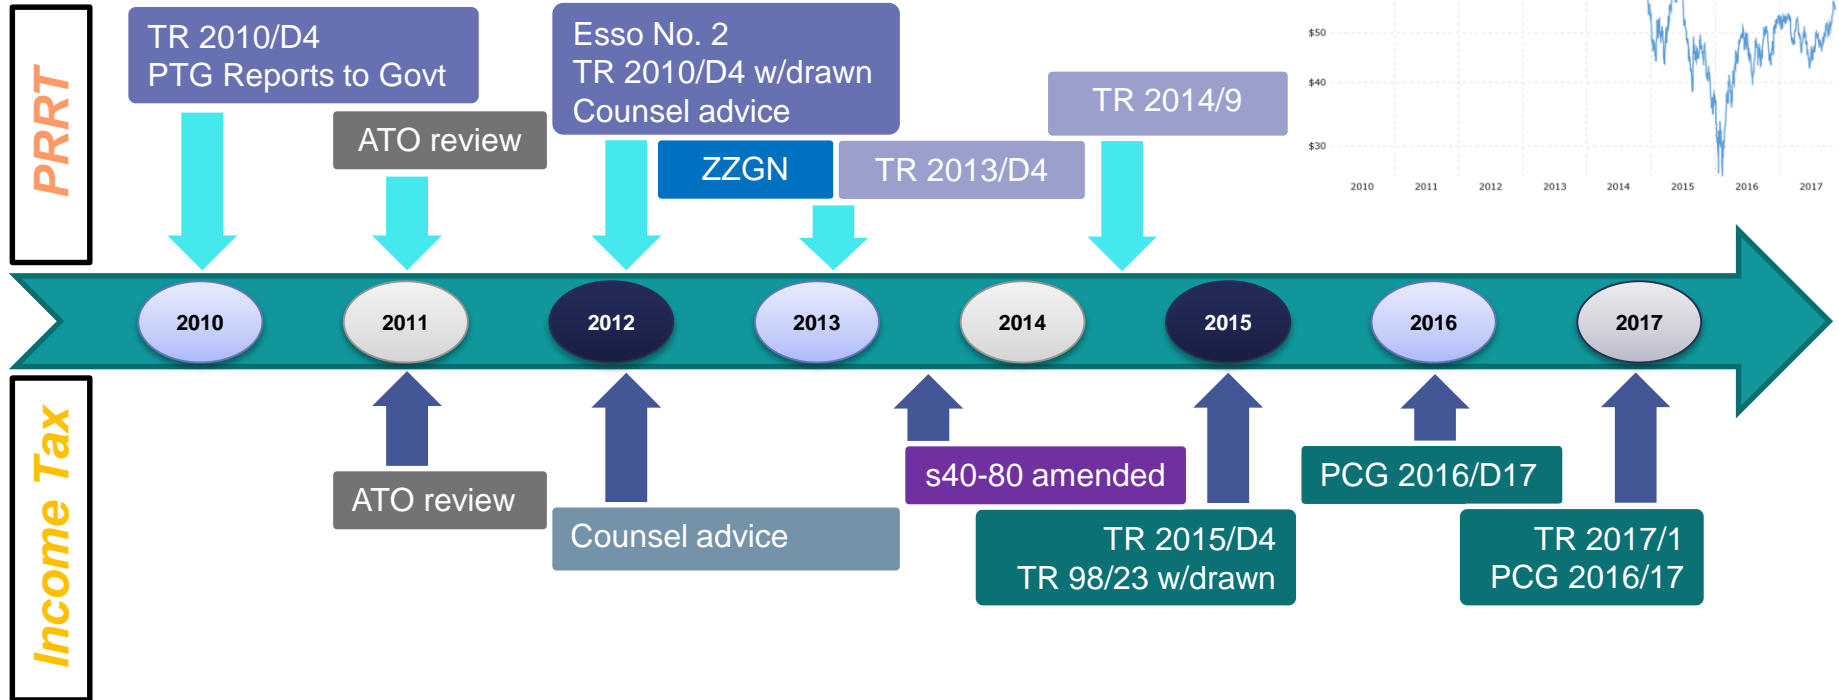 PRRT
TR 2010/D4
PTG Reports to Govt
ATO review
Esso No. 2
TR 2010/D4 w/drawn
Counsel advice
ZZGN
TR 2013/D4
TR 2014/9
$50
$40
$30
2010 2011 2012 2013 2014 2015 2016 2017
2010 2011 2012 2013 2014 2015 2016 2017
Income Tax
ATO review
Counsel advice
s40-80 amended
TR 2015/D4
TR 98/23 w/drawn
PCG 2016/D17
TR 2017/1
PCG 2016/17